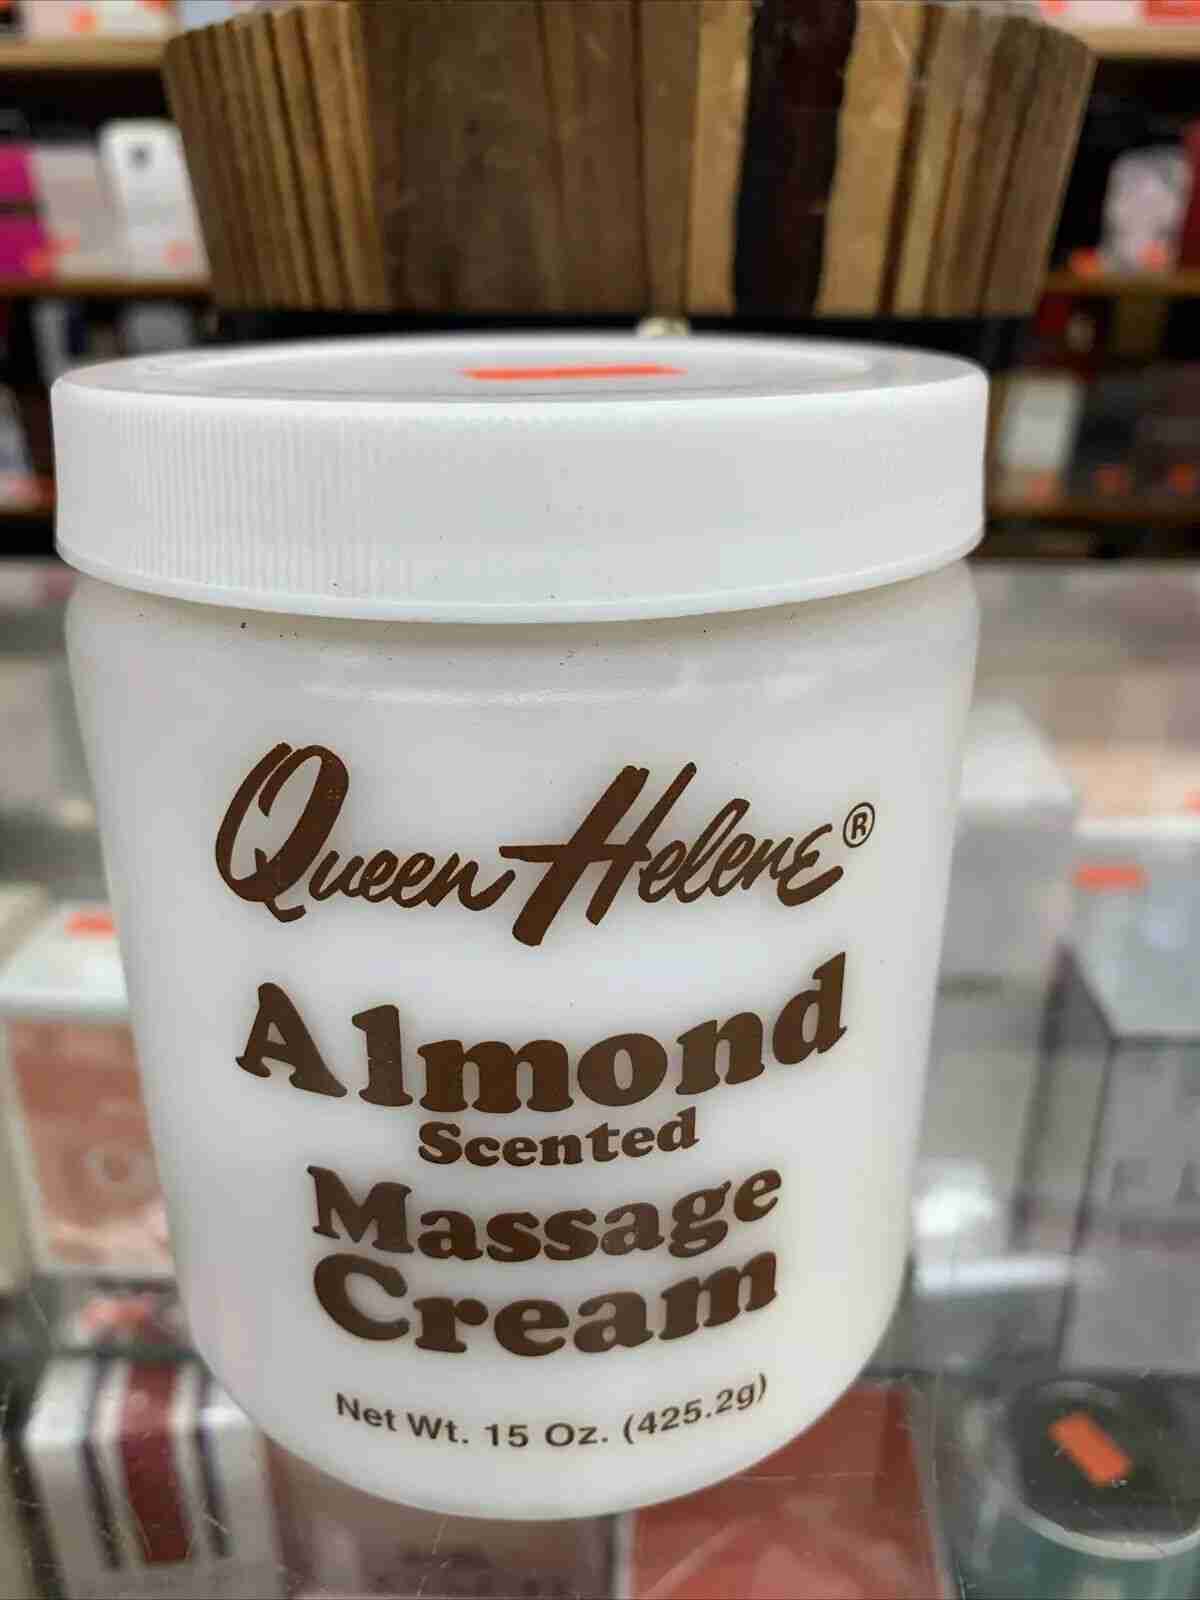 Queen Helene®
Almond
Scented
Massage
Cream
Net Wt. 15 Oz. (425.2g)